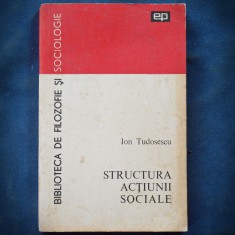 ep
BIBLIOTECA DE FILOZOFIE ȘI SOCIOLOGIE
Ion Tudosescu
STRUCTURA
ACȚIUNII
SOCIALE